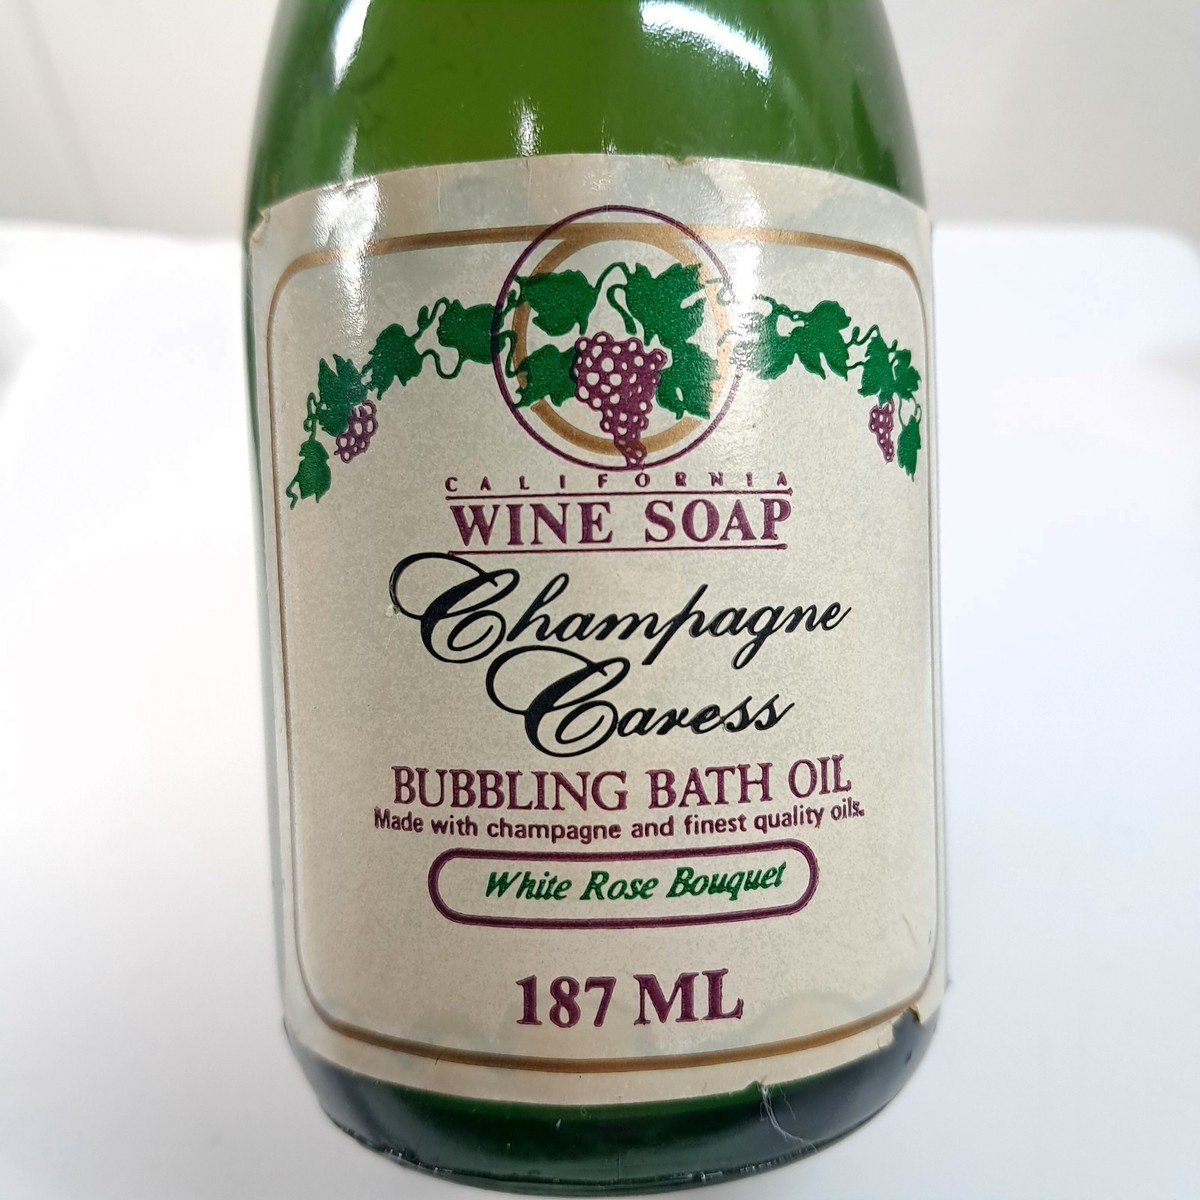 CALIFORNIA
WINE SOAP
Champagne
Caress
BUBBLING BATH OIL
Made with champagne and finest quality oils.
White Rose Bouquet
187 ML